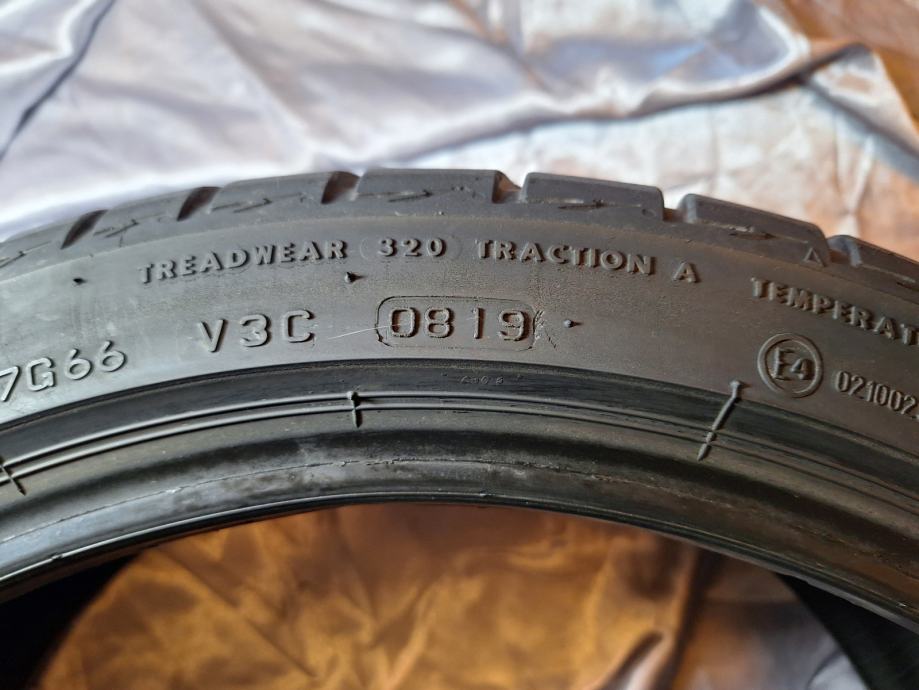 TREADWEAR 320 TRACTION A TEMPERAT
7G66 V3C 0819
E4 021002